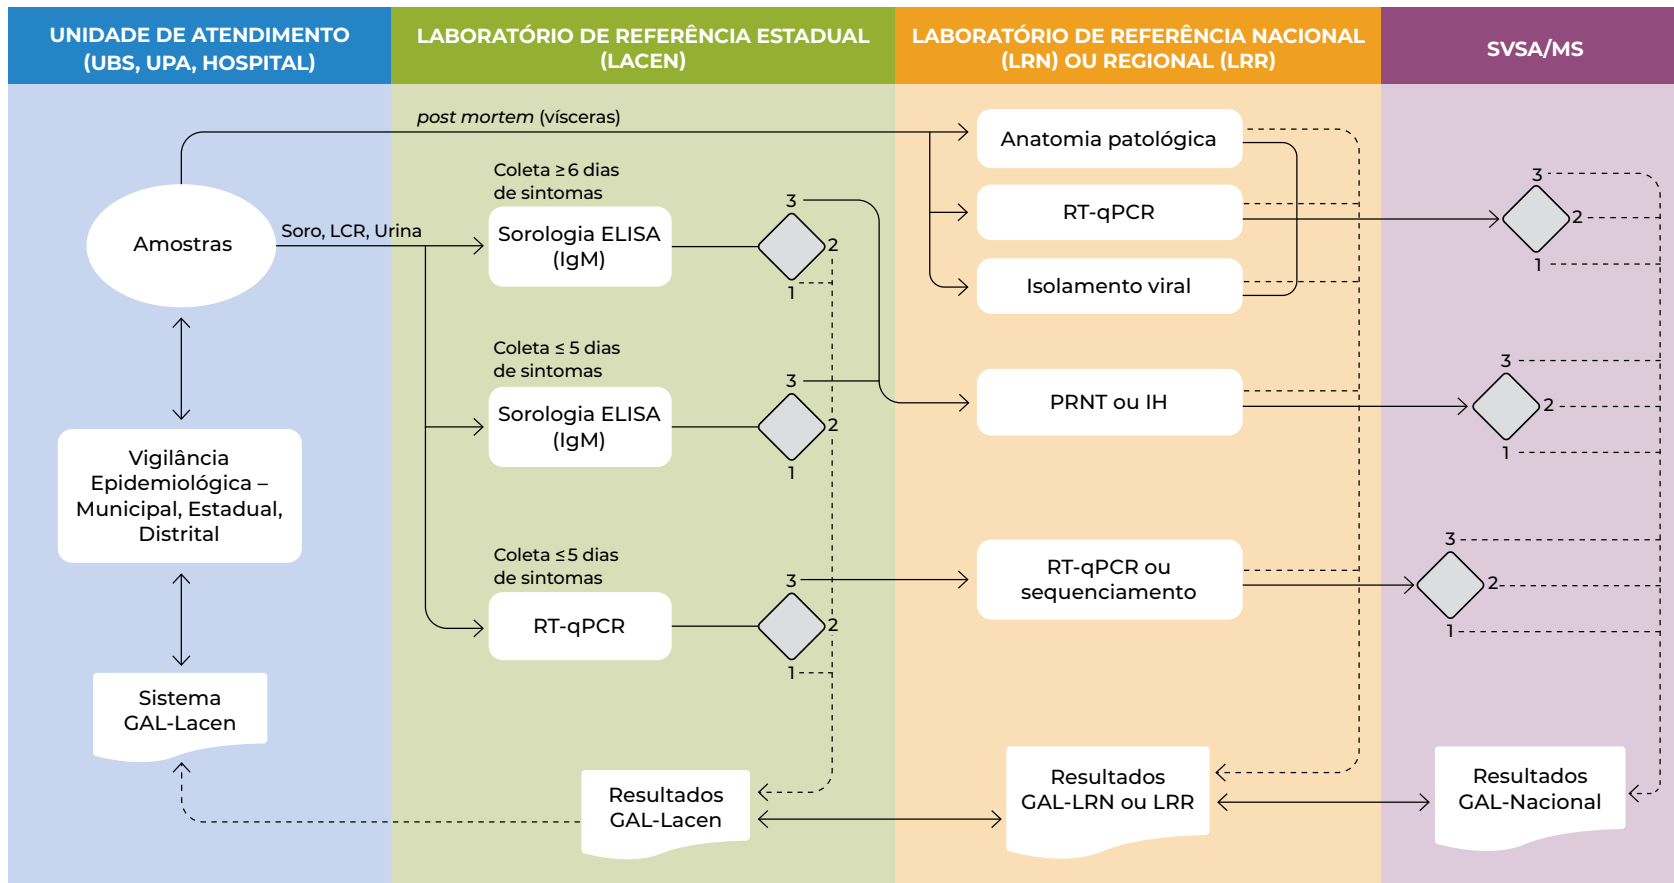 UNIDADE DE ATENDIMENTO
(UBS, UPA, HOSPITAL)
LABORATÓRIO DE REFERÊNCIA ESTADUAL
(LACEN)
LABORATÓRIO DE REFERÊNCIA NACIONAL
(LRN) OU REGIONAL (LRR)
SVSA/MS
Amostras
Vigilância
Epidemiológica –
Municipal, Estadual,
Distrital
Sistema
GAL-Lacen
post mortem (vísceras)
Soro, LCR, Urina
Coleta ≥ 6 dias
de sintomas
Sorologia ELISA
(IgM)
3
2
1
Coleta ≤ 5 dias
de sintomas
Sorologia ELISA
(IgM)
3
2
1
Coleta ≤ 5 dias
de sintomas
RT-qPCR
3
2
1
Resultados
GAL-Lacen
Anatomia patológica
RT-qPCR
Isolamento viral
PRNT ou IH
RT-qPCR ou
sequenciamento
Resultados
GAL-LRN ou LRR
3
2
1
3
2
1
3
2
1
Resultados
GAL-Nacional